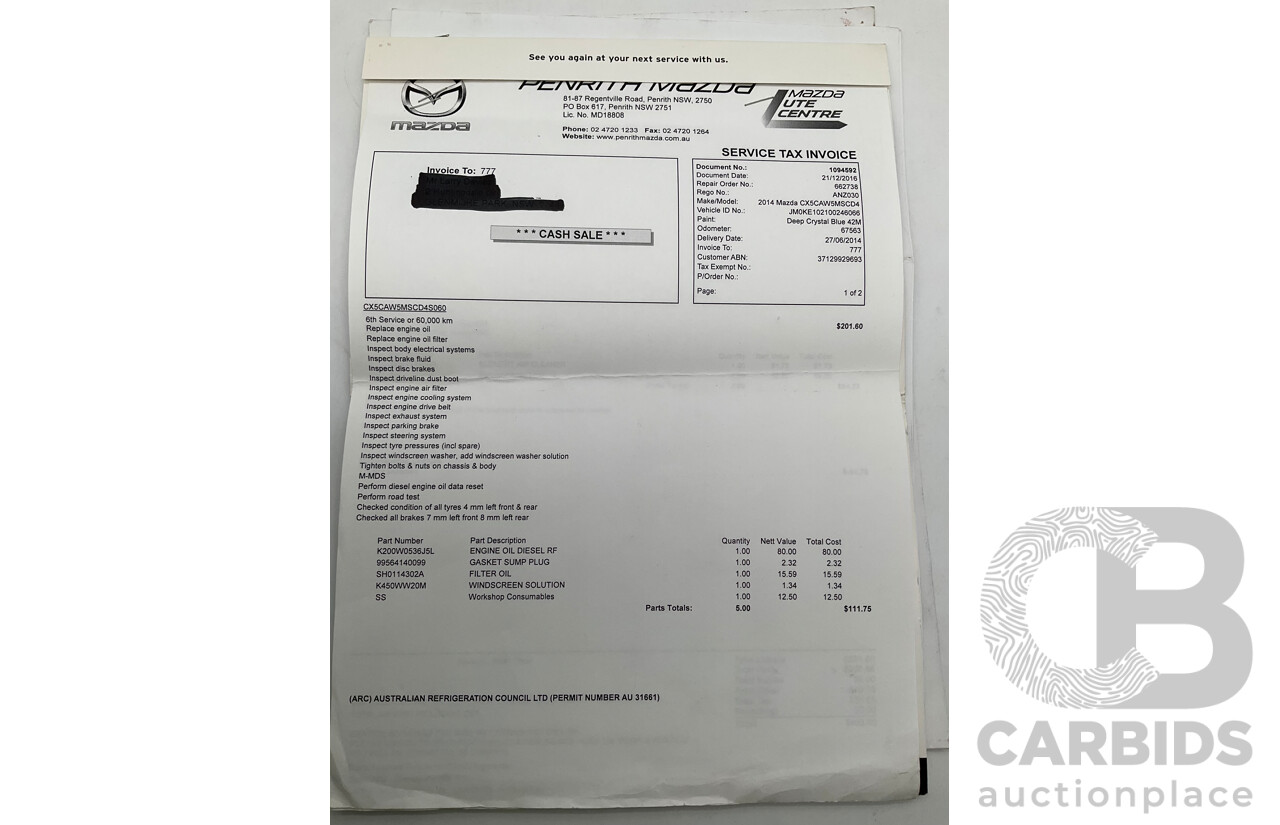 See you again at your next service with us.
PENRITH mazda
81-87 Regentville Road, Penrith NSW, 2750
PO Box 617, Penrith NSW 2751
Lic. No. MD18808
Phone: 02 4720 1233 Fax: 02 4720 1264
Website: www.penrithmazda.com.au
mazda
mazda
UTE
CENTRE
SERVICE TAX INVOICE
Invoice To: 777
* * * CASH SALE * * *
Document No.: 1094592
Document Date: 21/12/2016
Repair Order No.: 662738
Rego No.: ANZ030
Make/Model: 2014 Mazda CX5CAW5MSCD4
Vehicle ID No.: JM0KE102100246066
Paint: Deep Crystal Blue 42M
Odometer: 67563
Delivery Date: 27/06/2014
Invoice To: 777
Customer ABN: 37129929693
Tax Exempt No.:
P/Order No.:
Page: 1 of 2
CX5CAW5MSCD4S060
6th Service or 60,000 km $201.60
Replace engine oil
Replace engine oil filter
Inspect body electrical systems
Inspect brake fluid
Inspect disc brakes
Inspect driveline dust boot
Inspect engine air filter
Inspect engine cooling system
Inspect engine drive belt
Inspect exhaust system
Inspect parking brake
Inspect steering system
Inspect tyre pressures (incl spare)
Inspect windscreen washer, add windscreen washer solution
Tighten bolts & nuts on chassis & body
M-MDS
Perform diesel engine oil data reset
Perform road test
Checked condition of all tyres 4 mm left front & rear
Checked all brakes 7 mm left front 8 mm left rear
Part Number Part Description Quantity Nett Value Total Cost
K200W0536J5L ENGINE OIL DIESEL RF 1.00 80.00 80.00
99564140099 GASKET SUMP PLUG 1.00 2.32 2.32
SH0114302A FILTER OIL 1.00 15.59 15.59
K450WW20M WINDSCREEN SOLUTION 1.00 1.34 1.34
SS Workshop Consumables 1.00 12.50 12.50
Parts Totals: 5.00 $111.75
(ARC) AUSTRALIAN REFRIGERATION COUNCIL LTD (PERMIT NUMBER AU 31661)
CB
CARBIDS
auctionplace